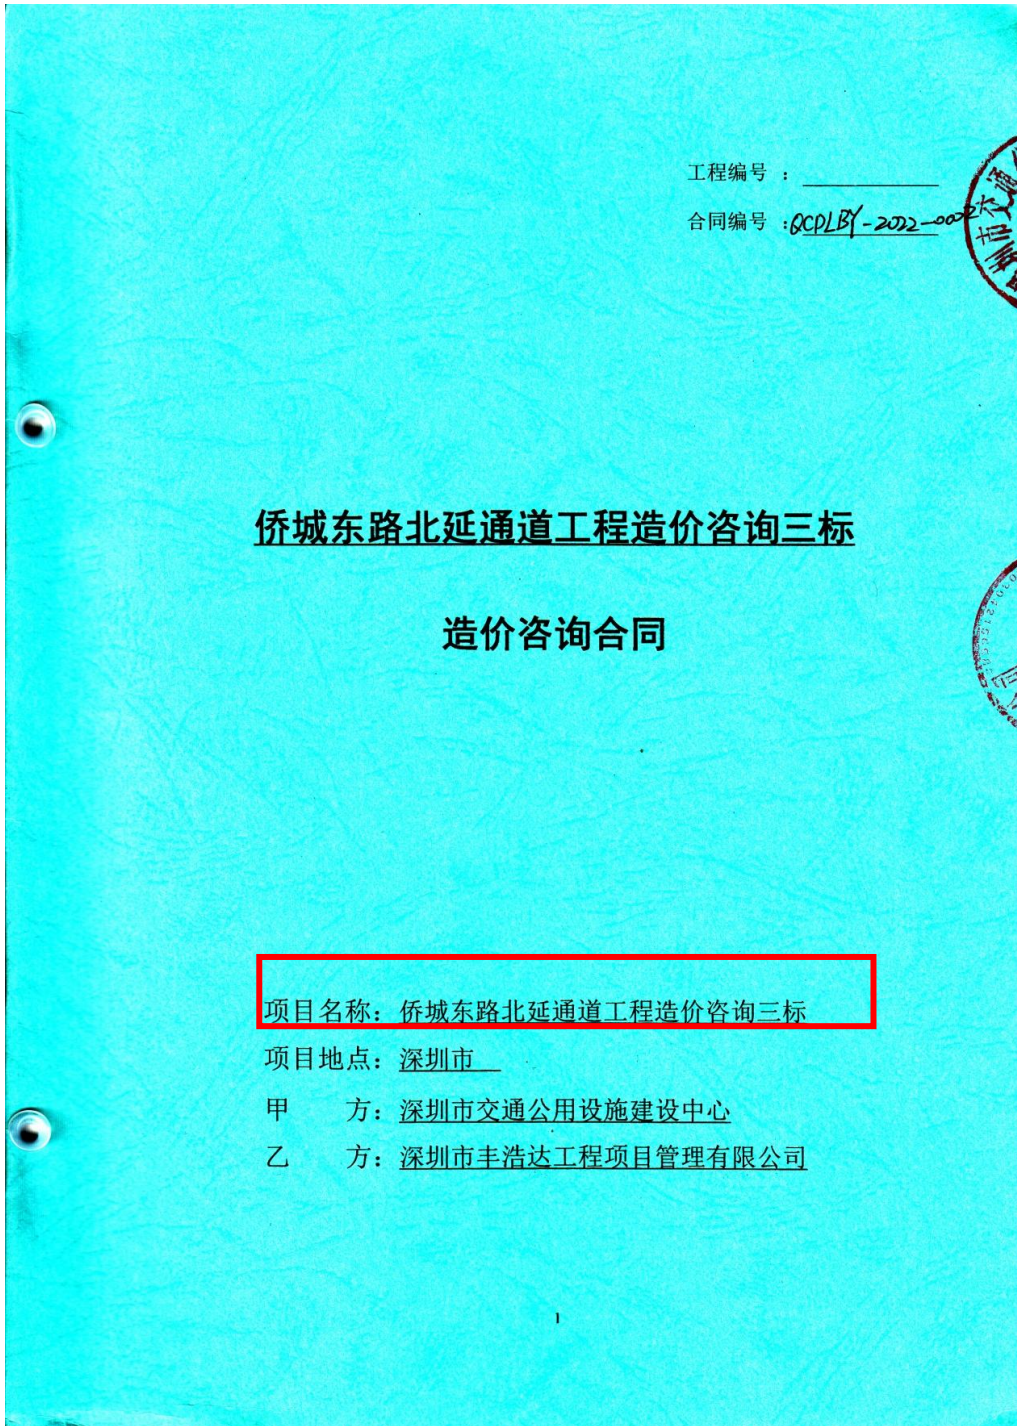 工程编号 ：
合同编号 ：QCDLBY-2022-0022
侨城东路北延通道工程造价咨询三标
造价咨询合同
项目名称：侨城东路北延通道工程造价咨询三标
项目地点：深圳市
甲 方：深圳市交通公用设施建设中心
乙 方：深圳市丰浩达工程项目管理有限公司
1